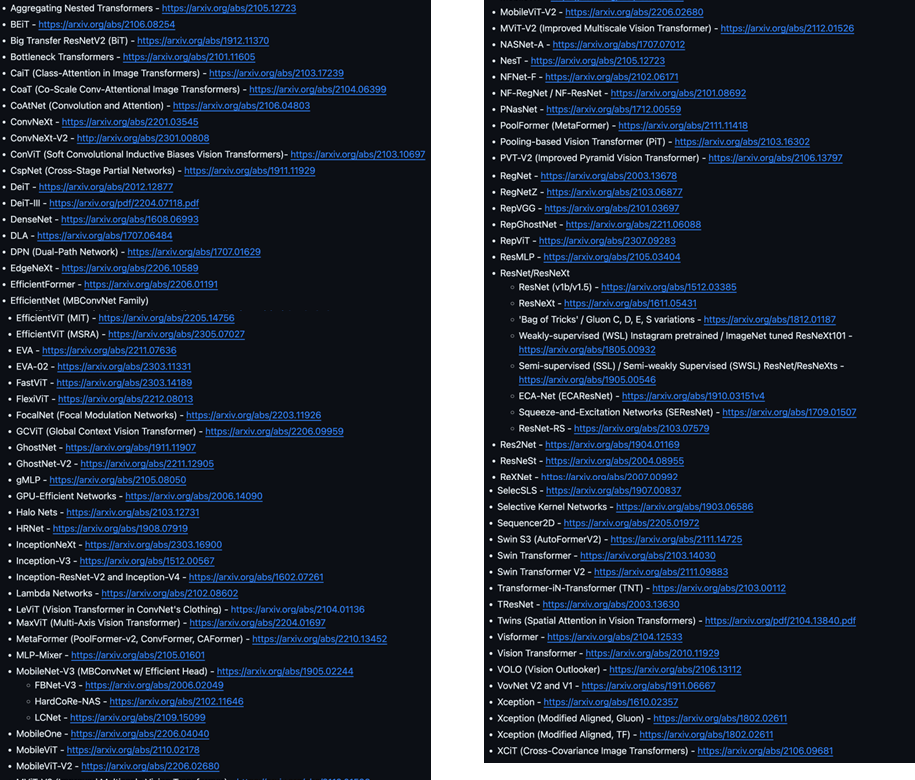 Aggregating Nested Transformers - https://arxiv.org/abs/2105.12723
BEiT - https://arxiv.org/abs/2106.08254
Big Transfer ResNetV2 (BiT) - https://arxiv.org/abs/1912.11370
Bottleneck Transformers - https://arxiv.org/abs/2101.11605
CaiT (Class-Attention in Image Transformers) - https://arxiv.org/abs/2103.17239
CoaT (Co-Scale Conv-Attentional Image Transformers) - https://arxiv.org/abs/2104.06399
CoAtNet (Convolution and Attention) - https://arxiv.org/abs/2106.04803
ConvNeXt - https://arxiv.org/abs/2201.03545
ConvNeXt-V2 - http://arxiv.org/abs/2301.00808
ConViT (Soft Convolutional Inductive Biases Vision Transformers)- https://arxiv.org/abs/2103.10697
CspNet (Cross-Stage Partial Networks) - https://arxiv.org/abs/1911.11929
DeiT - https://arxiv.org/abs/2012.12877
DeiT-III - https://arxiv.org/pdf/2204.07118.pdf
DenseNet - https://arxiv.org/abs/1608.06993
DLA - https://arxiv.org/abs/1707.06484
DPN (Dual-Path Network) - https://arxiv.org/abs/1707.01629
EdgeNeXt - https://arxiv.org/abs/2206.10589
EfficientFormer - https://arxiv.org/abs/2206.01191
EfficientNet (MBConvNet Family)
EfficientViT (MIT) - https://arxiv.org/abs/2205.14756
EfficientViT (MSRA) - https://arxiv.org/abs/2305.07027
EVA - https://arxiv.org/abs/2211.07636
EVA-02 - https://arxiv.org/abs/2303.11331
FastViT - https://arxiv.org/abs/2303.14189
FlexiViT - https://arxiv.org/abs/2212.08013
FocalNet (Focal Modulation Networks) - https://arxiv.org/abs/2203.11926
GCViT (Global Context Vision Transformer) - https://arxiv.org/abs/2206.09959
GhostNet - https://arxiv.org/abs/1911.11907
GhostNet-V2 - https://arxiv.org/abs/2211.12905
gMLP - https://arxiv.org/abs/2105.08050
GPU-Efficient Networks - https://arxiv.org/abs/2006.14090
Halo Nets - https://arxiv.org/abs/2103.12731
HRNet - https://arxiv.org/abs/1908.07919
InceptionNeXt - https://arxiv.org/abs/2303.16900
Inception-V3 - https://arxiv.org/abs/1512.00567
Inception-ResNet-V2 and Inception-V4 - https://arxiv.org/abs/1602.07261
Lambda Networks - https://arxiv.org/abs/2102.08602
LeViT (Vision Transformer in ConvNet's Clothing) - https://arxiv.org/abs/2104.01136
MaxViT (Multi-Axis Vision Transformer) - https://arxiv.org/abs/2204.01697
MetaFormer (PoolFormer-v2, ConvFormer, CAFormer) - https://arxiv.org/abs/2210.13452
MLP-Mixer - https://arxiv.org/abs/2105.01601
MobileNet-V3 (MBConvNet w/ Efficient Head) - https://arxiv.org/abs/1905.02244
FBNet-V3 - https://arxiv.org/abs/2006.02049
HardCoRe-NAS - https://arxiv.org/abs/2102.11646
LCNet - https://arxiv.org/abs/2109.15099
MobileOne - https://arxiv.org/abs/2206.04040
MobileViT - https://arxiv.org/abs/2110.02178
MobileViT-V2 - https://arxiv.org/abs/2206.02680
MobileViT-V2 - https://arxiv.org/abs/2206.02680
MViT-V2 (Improved Multiscale Vision Transformer) - https://arxiv.org/abs/2112.01526
NASNet-A - https://arxiv.org/abs/1707.07012
NesT - https://arxiv.org/abs/2105.12723
NFNet-F - https://arxiv.org/abs/2102.06171
NF-RegNet / NF-ResNet - https://arxiv.org/abs/2101.08692
PNasNet - https://arxiv.org/abs/1712.00559
PoolFormer (MetaFormer) - https://arxiv.org/abs/2111.11418
Pooling-based Vision Transformer (PiT) - https://arxiv.org/abs/2103.16302
PVT-V2 (Improved Pyramid Vision Transformer) - https://arxiv.org/abs/2106.13797
RegNet - https://arxiv.org/abs/2003.13678
RegNetZ - https://arxiv.org/abs/2103.06877
RepVGG - https://arxiv.org/abs/2101.03697
RepGhostNet - https://arxiv.org/abs/2211.06088
RepViT - https://arxiv.org/abs/2307.09283
ResMLP - https://arxiv.org/abs/2105.03404
ResNet/ResNeXt
ResNet (v1b/v1.5) - https://arxiv.org/abs/1512.03385
ResNeXt - https://arxiv.org/abs/1611.05431
'Bag of Tricks' / Gluon C, D, E, S variations - https://arxiv.org/abs/1812.01187
Weakly-supervised (WSL) Instagram pretrained / ImageNet tuned ResNeXt101 -
https://arxiv.org/abs/1805.00932
Semi-supervised (SSL) / Semi-weakly Supervised (SWSL) ResNet/ResNeXts -
https://arxiv.org/abs/1905.00546
ECA-Net (ECAResNet) - https://arxiv.org/abs/1910.03151v4
Squeeze-and-Excitation Networks (SEResNet) - https://arxiv.org/abs/1709.01507
ResNet-RS - https://arxiv.org/abs/2103.07579
Res2Net - https://arxiv.org/abs/1904.01169
ResNeSt - https://arxiv.org/abs/2004.08955
ReXNet - https://arxiv.org/abs/2007.00992
SelecSLS - https://arxiv.org/abs/1907.00837
Selective Kernel Networks - https://arxiv.org/abs/1903.06586
Sequencer2D - https://arxiv.org/abs/2205.01972
Swin S3 (AutoFormerV2) - https://arxiv.org/abs/2111.14725
Swin Transformer - https://arxiv.org/abs/2103.14030
Swin Transformer V2 - https://arxiv.org/abs/2111.09883
Transformer-iN-Transformer (TNT) - https://arxiv.org/abs/2103.00112
TResNet - https://arxiv.org/abs/2003.13630
Twins (Spatial Attention in Vision Transformers) - https://arxiv.org/pdf/2104.13840.pdf
Visformer - https://arxiv.org/abs/2104.12533
Vision Transformer - https://arxiv.org/abs/2010.11929
VOLO (Vision Outlooker) - https://arxiv.org/abs/2106.13112
VovNet V2 and V1 - https://arxiv.org/abs/1911.06667
Xception - https://arxiv.org/abs/1610.02357
Xception (Modified Aligned, Gluon) - https://arxiv.org/abs/1802.02611
Xception (Modified Aligned, TF) - https://arxiv.org/abs/1802.02611
XCiT (Cross-Covariance Image Transformers) - https://arxiv.org/abs/2106.09681